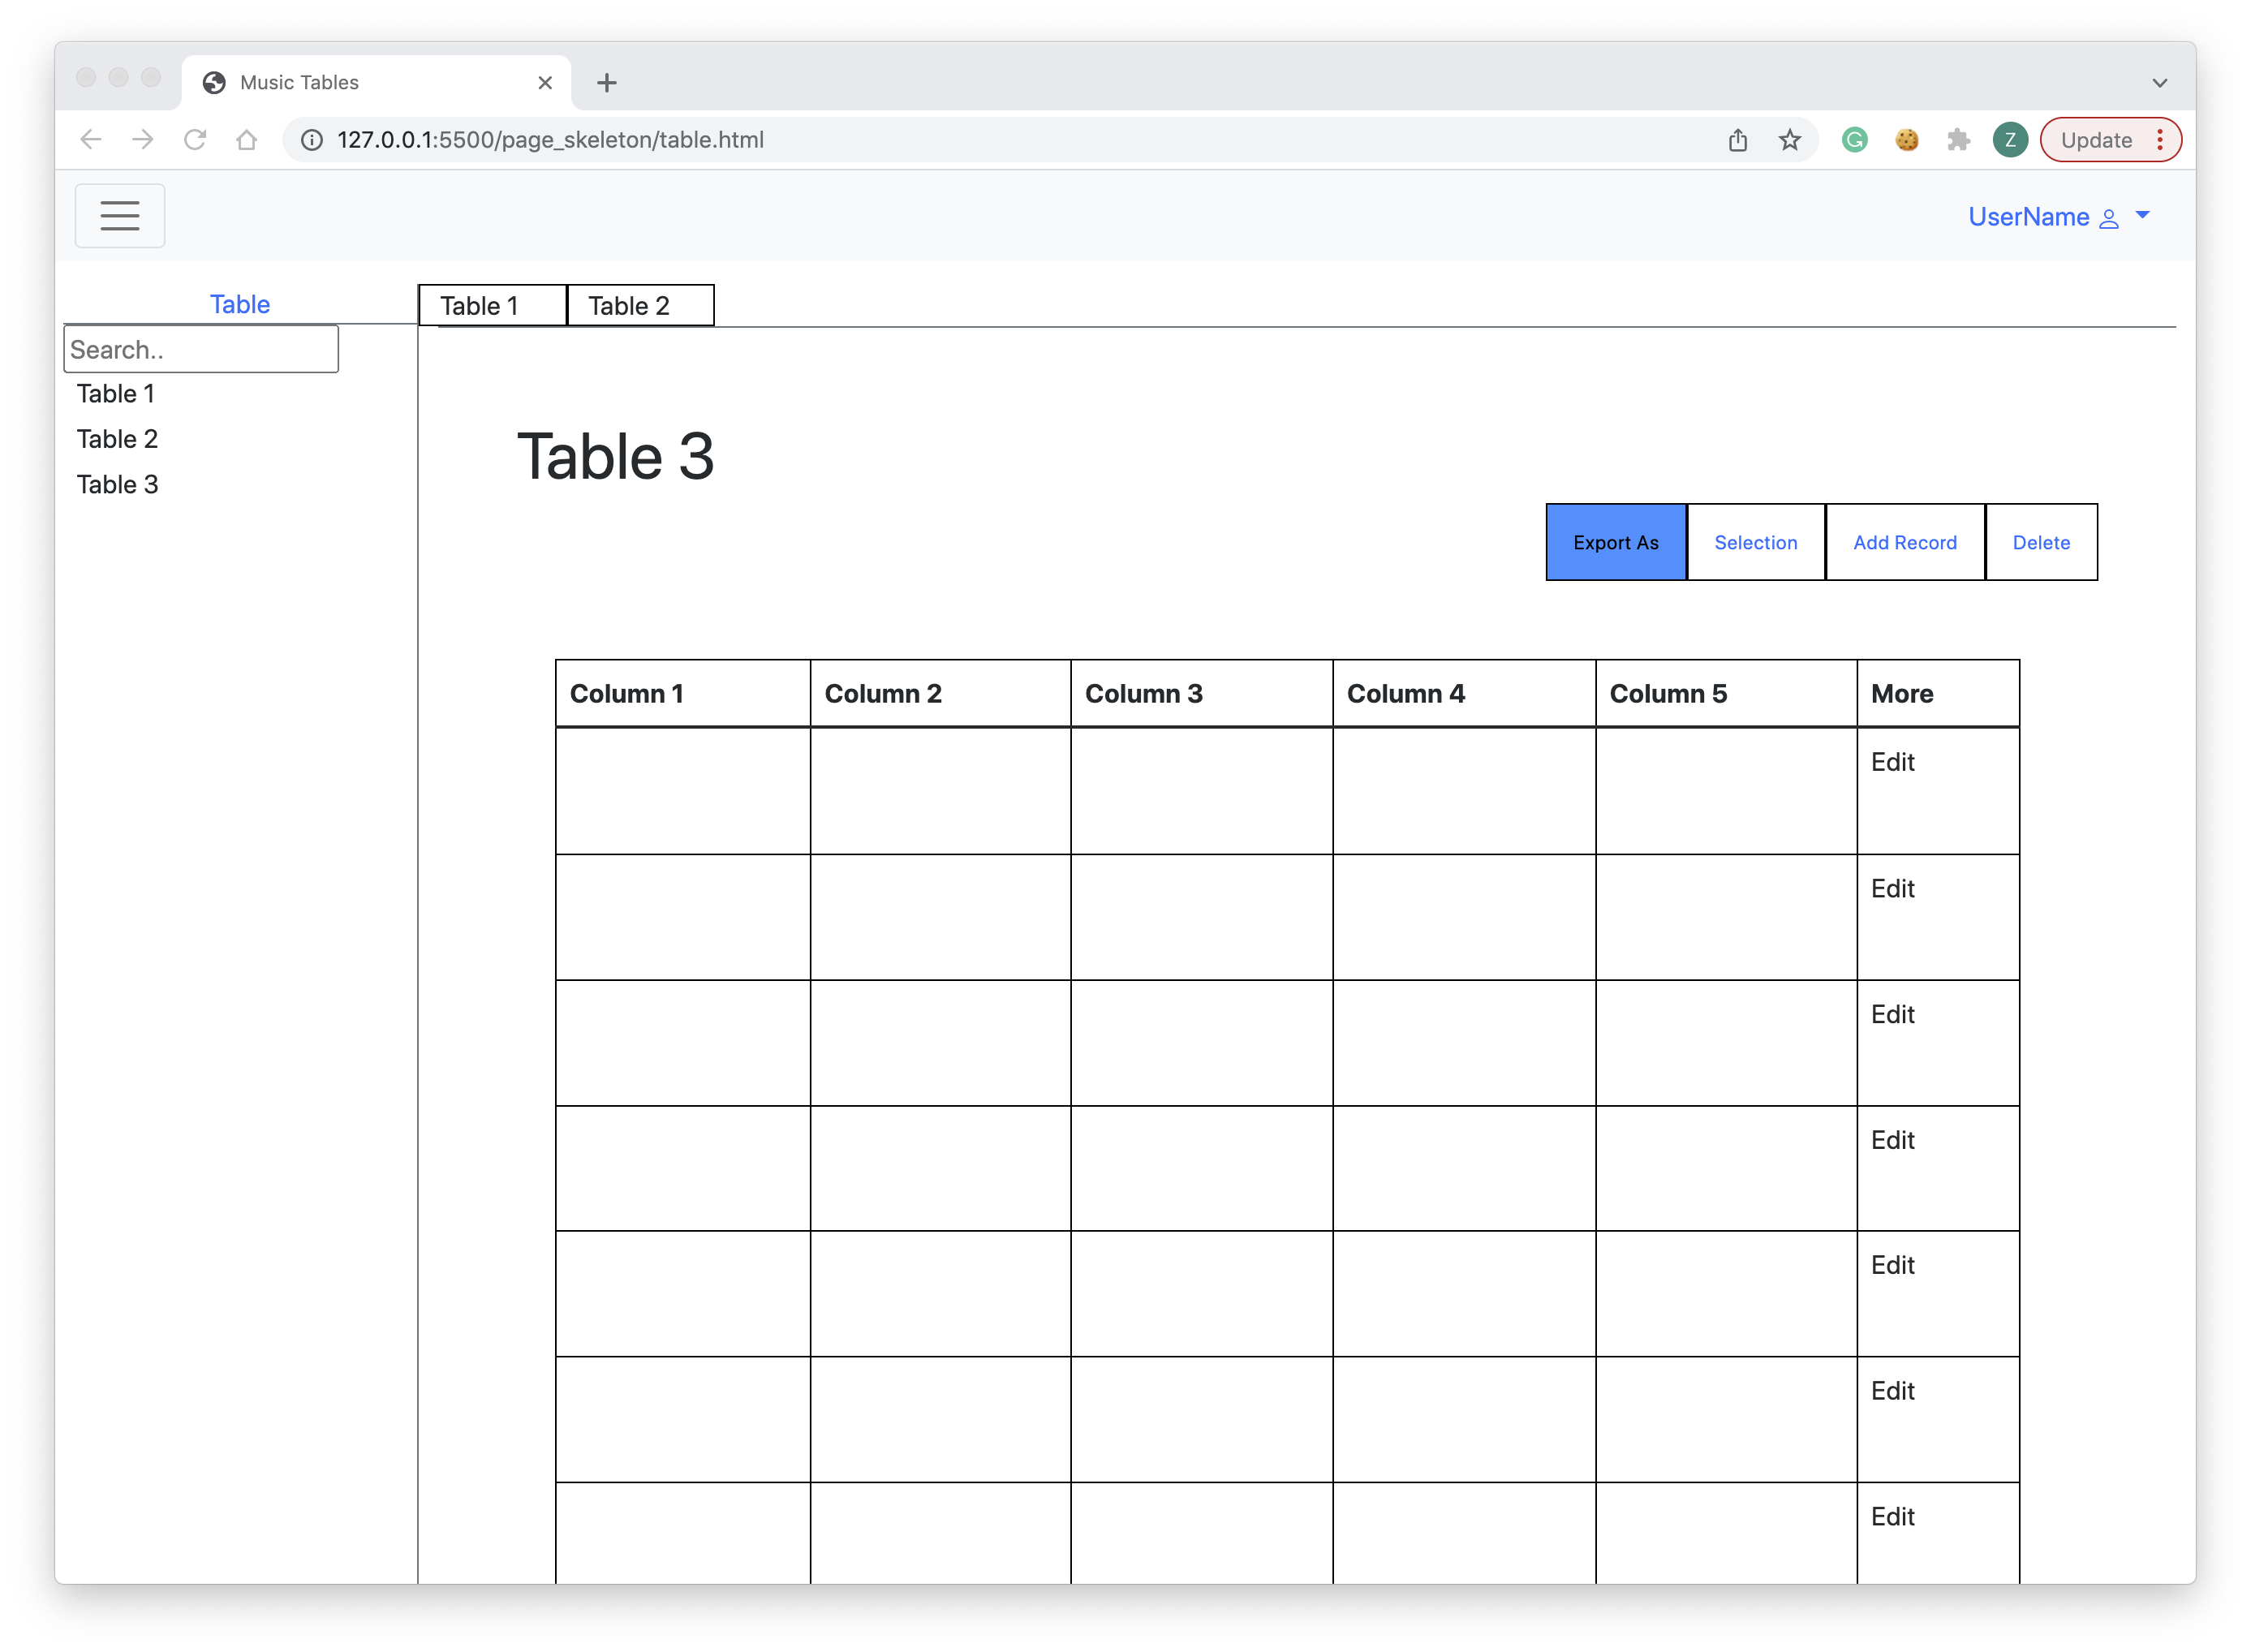 Music Tables
127.0.0.1:5500/page_skeleton/table.html
G
Z
Update
UserName
Table
Table 1
Table 2
Search..
Table 1
Table 2
Table 3
Table 3
Export As
Selection
Add Record
Delete
Column 1 Column 2 Column 3 Column 4 Column 5 More
Edit
Edit
Edit
Edit
Edit
Edit
Edit